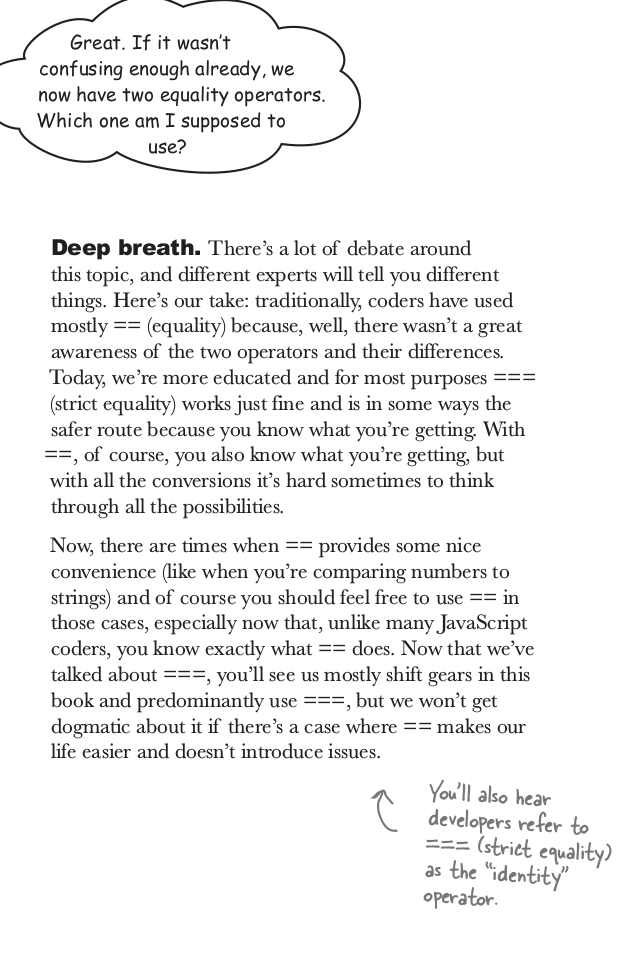 Great. If it wasn't
confusing enough already, we
now have two equality operators.
Which one am I supposed to
use?
Deep breath. There's a lot of debate around
this topic, and different experts will tell you different
things. Here's our take: traditionally, coders have used
mostly == (equality) because, well, there wasn't a great
awareness of the two operators and their differences.
Today, we're more educated and for most purposes ===
(strict equality) works just fine and is in some ways the
safer route because you know what you're getting. With
==, of course, you also know what you're getting, but
with all the conversions it's hard sometimes to think
through all the possibilities.
Now, there are times when == provides some nice
convenience (like when you're comparing numbers to
strings) and of course you should feel free to use == in
those cases, especially now that, unlike many JavaScript
coders, you know exactly what == does. Now that we've
talked about ===, you'll see us mostly shift gears in this
book and predominantly use ===, but we won't get
dogmatic about it if there's a case where == makes our
life easier and doesn't introduce issues.
You'll also hear
developers refer to
=== (strict equality)
as the "identity"
operator.